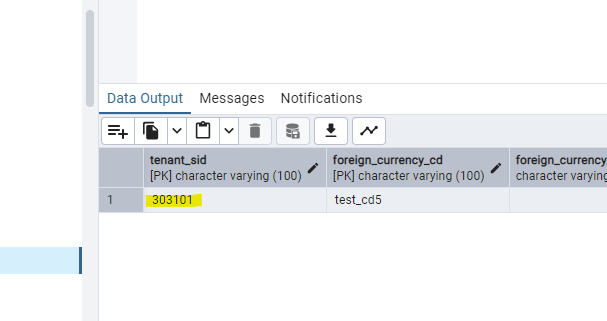 Data Output Messages Notifications
tenant_sid foreign_currency_cd foreign_currency_
[PK] character varying (100) [PK] character varying (100) character varying
1 303101 test_cd5